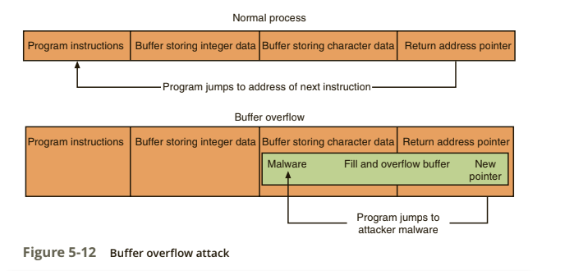 Normal process
Program instructions Buffer storing integer data Buffer storing character data Return address pointer
Program jumps to address of next instruction
Buffer overflow
Program instructions Buffer storing integer data Buffer storing character data Return address pointer
Malware Fill and overflow buffer New
pointer
Program jumps to
attacker malware
Figure 5-12 Buffer overflow attack